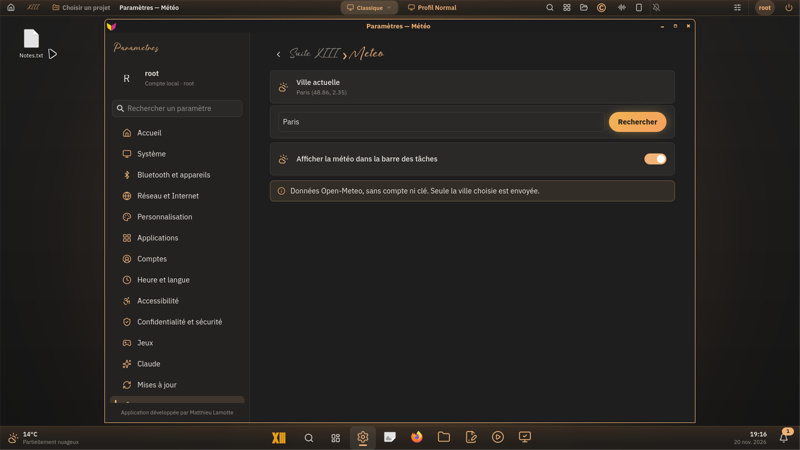 XIII
Choisir un projet
Paramètres — Météo
Classique
Profil Normal
root
Paramètres — Météo
Notes.txt
Paramètres
R
root
Compte local · root
Rechercher un paramètre
Accueil
Système
Bluetooth et appareils
Réseau et Internet
Personnalisation
Applications
Comptes
Heure et langue
Accessibilité
Confidentialité et sécurité
Jeux
Claude
Mises à jour
Application développée par Matthieu Lamotte
Suite XIII › Météo
Ville actuelle
Paris (48.86, 2.35)
Paris
Rechercher
Afficher la météo dans la barre des tâches
Données Open-Meteo, sans compte ni clé. Seule la ville choisie est envoyée.
14°C
Partiellement nuageux
XIII
19:16
20 nov. 2026
1